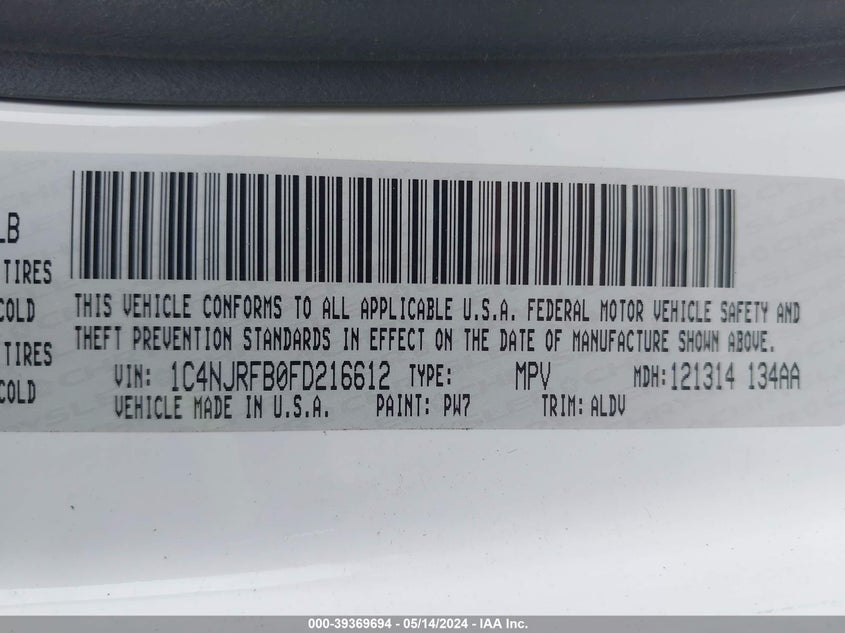 LB
TIRES
COLD
TIRES
COLD
THIS VEHICLE CONFORMS TO ALL APPLICABLE U.S.A. FEDERAL MOTOR VEHICLE SAFETY AND
THEFT PREVENTION STANDARDS IN EFFECT ON THE DATE OF MANUFACTURE SHOWN ABOVE.
VIN: 1C4NJRFB0FD216612 TYPE: MPV MDH: 121314 134AA
VEHICLE MADE IN U.S.A. PAINT: PW7 TRIM: ALDV
000-39369694 - 05/14/2024 - IAA Inc.